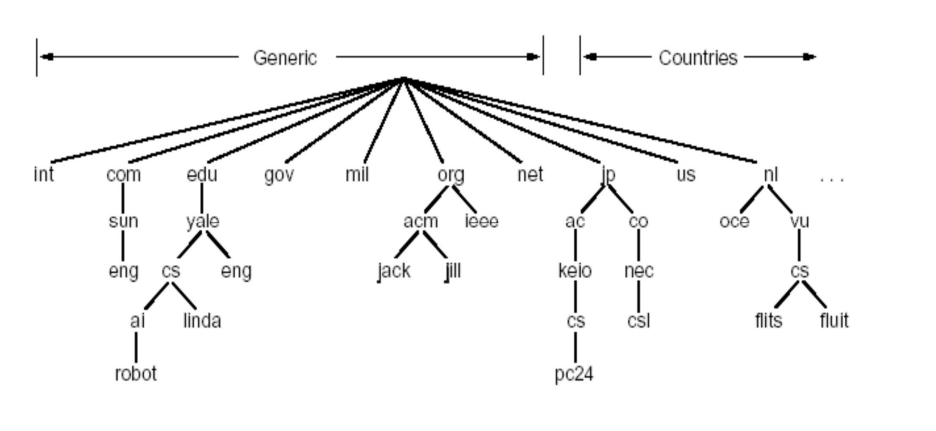 Generic Countries
int com edu gov mil org net jp us nl ...
sun yale acm ieee ac co oce vu
eng cs eng jack jill keio nec cs
ai linda cs csl flits fluit
robot pc24